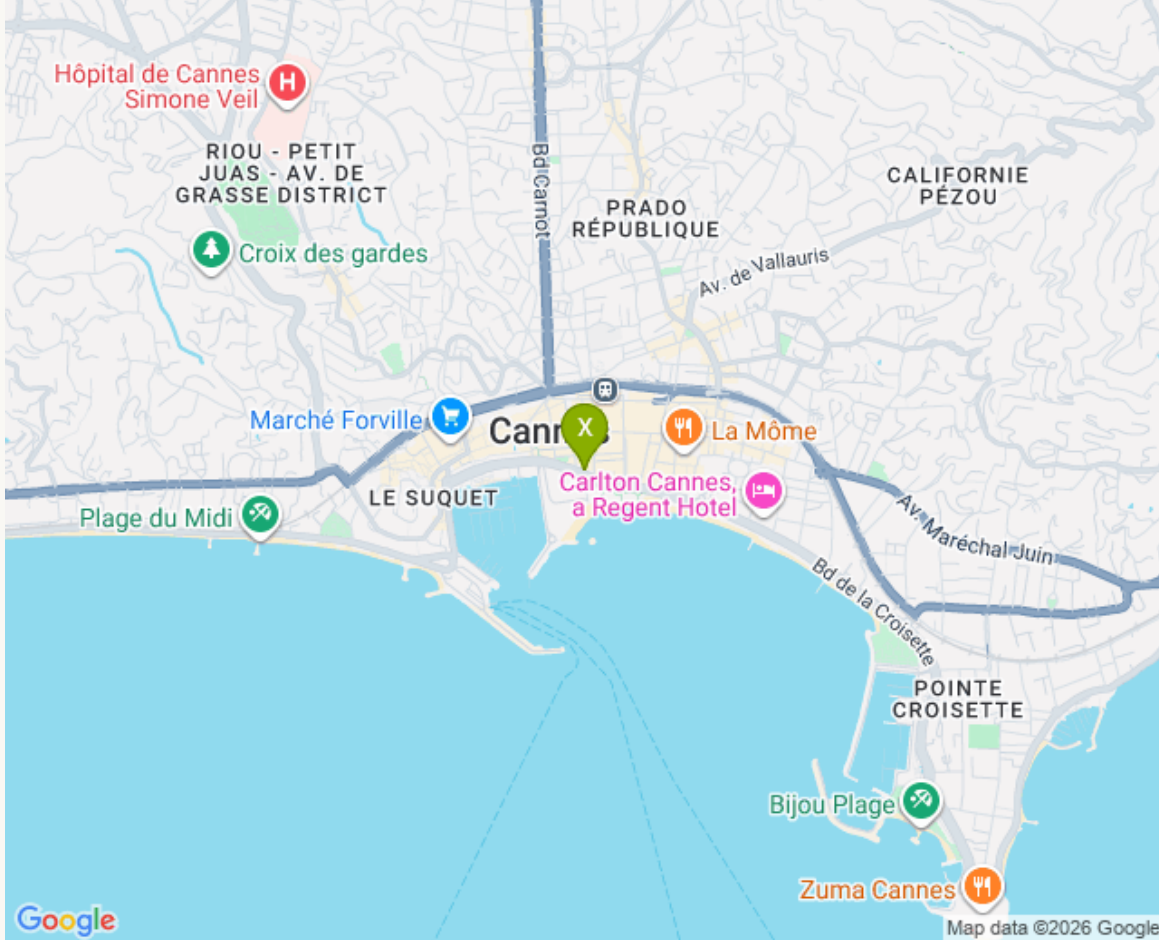 Hôpital de Cannes
Simone Veil
H
RIOU - PETIT
JUAS - AV. DE
GRASSE DISTRICT
Bd Carnot
CALIFORNIE
PÉZOU
PRADO
RÉPUBLIQUE
Croix des gardes
Av. de Vallauris
Marché Forville
X
La Môme
Carlton Cannes,
a Regent Hotel
LE SUQUET
Plage du Midi
Av. Maréchal Juin
Bd de la Croisette
POINTE
CROISETTE
Bijou Plage
Zuma Cannes
Google
Map data ©2026 Google